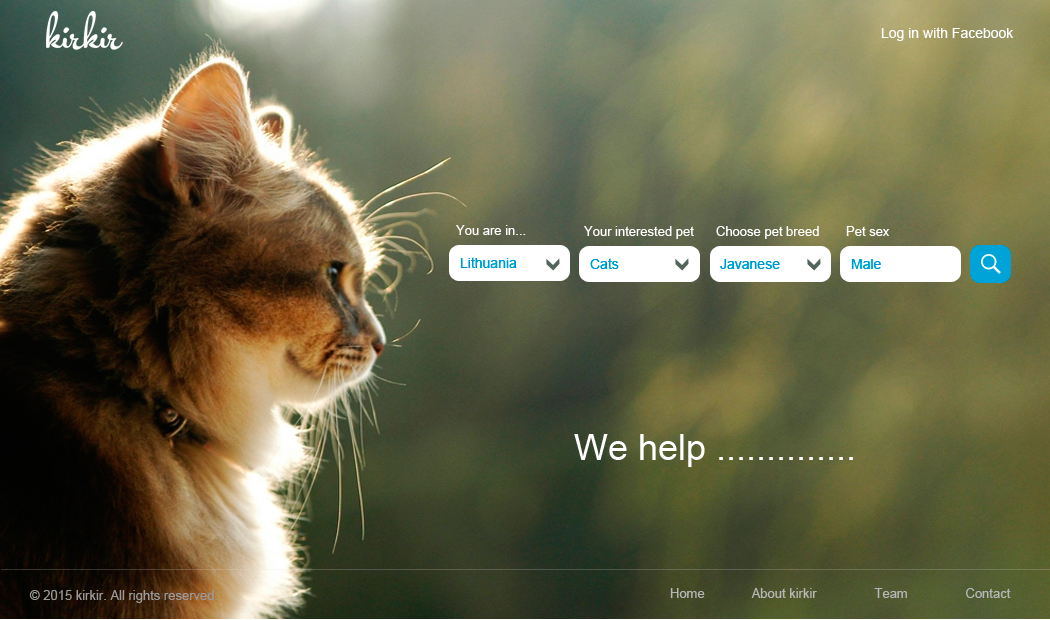 kirkir
Log in with Facebook
You are in...
Your interested pet
Choose pet breed
Pet sex
Lithuania
Cats
Javanese
Male
We help ..............
© 2015 kirkir. All rights reserved
Home
About kirkir
Team
Contact